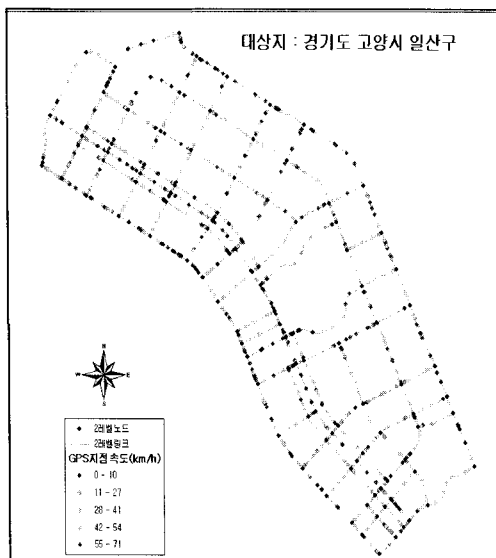 대상지 : 경기도 고양시 일산구
N
W
E
S
2레벨노드
2레벨링크
GPS지점속도(km/h)
0 - 10
11 - 27
28 - 41
42 - 54
55 - 71